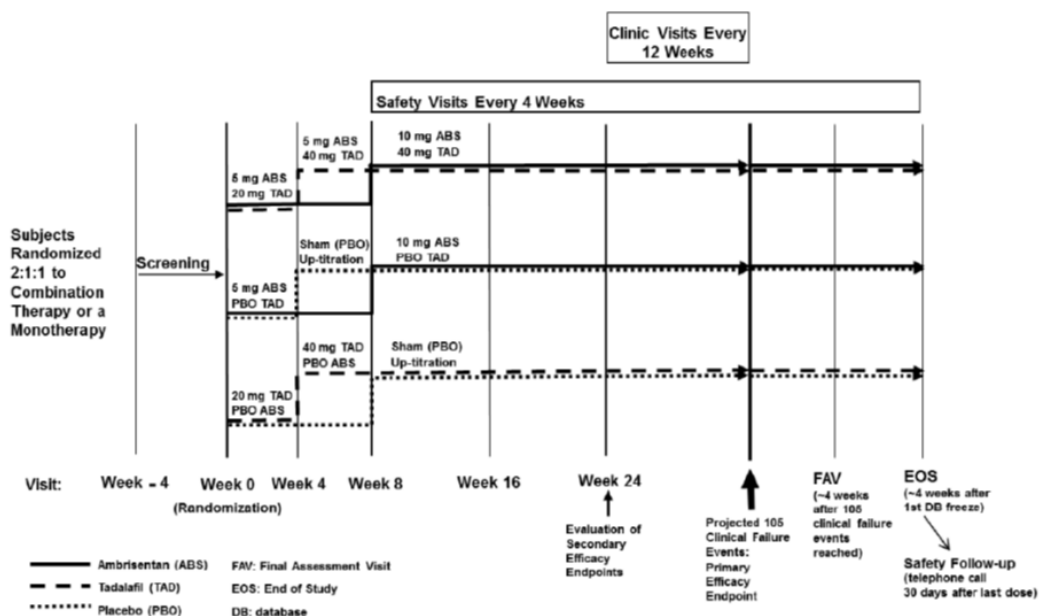 Clinic Visits Every
12 Weeks
Safety Visits Every 4 Weeks
5 mg ABS
40 mg TAD
10 mg ABS
40 mg TAD
5 mg ABS
20 mg TAD
Subjects
Randomized
2:1:1 to
Combination
Therapy or a
Monotherapy
Screening
Sham (PBO)
Up-titration
10 mg ABS
PBO TAD
5 mg ABS
PBO TAD
40 mg TAD
PBO ABS
Sham (PBO)
Up-titration
20 mg TAD
PBO ABS
Visit:
Week - 4
Week 0
(Randomization)
Week 4
Week 8
Week 16
Week 24
Evaluation of
Secondary
Efficacy
Endpoints
Projected 105
Clinical Failure
Events:
Primary
Efficacy
Endpoint
FAV
(~4 weeks
after 105
clinical failure
events
reached)
EOS
(~4 weeks after
1st DB freeze)
Safety Follow-up
(telephone call
30 days after last dose)
Ambrisentan (ABS)
Tadalafil (TAD)
Placebo (PBO)
FAV: Final Assessment Visit
EOS: End of Study
DB: database